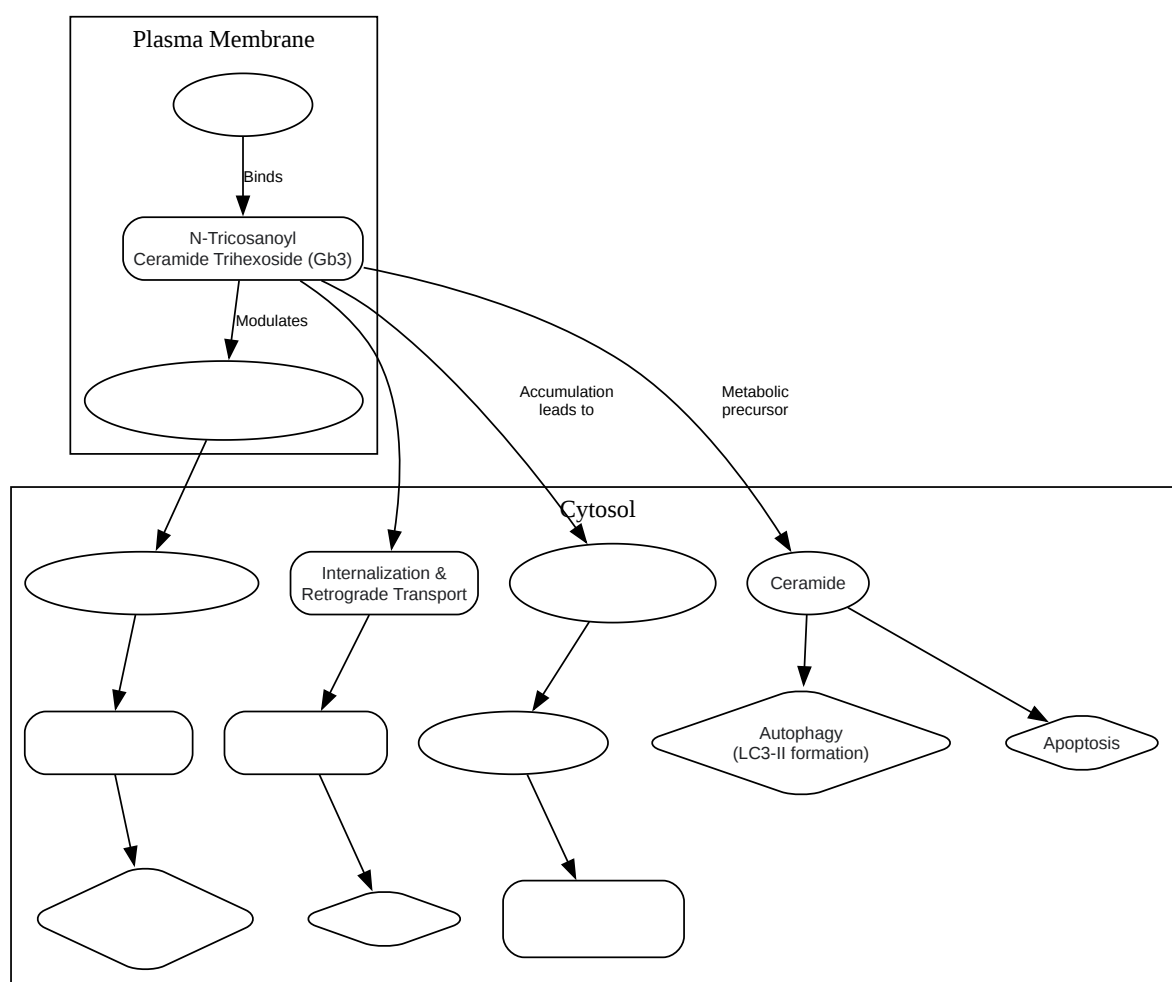 Plasma Membrane
Binds
N-Tricosanoyl
Ceramide Trihexoside (Gb3)
Modulates
Accumulation
leads to
Metabolic
precursor
Cytosol
Internalization &
Retrograde Transport
Ceramide
Autophagy
(LC3-II formation)
Apoptosis